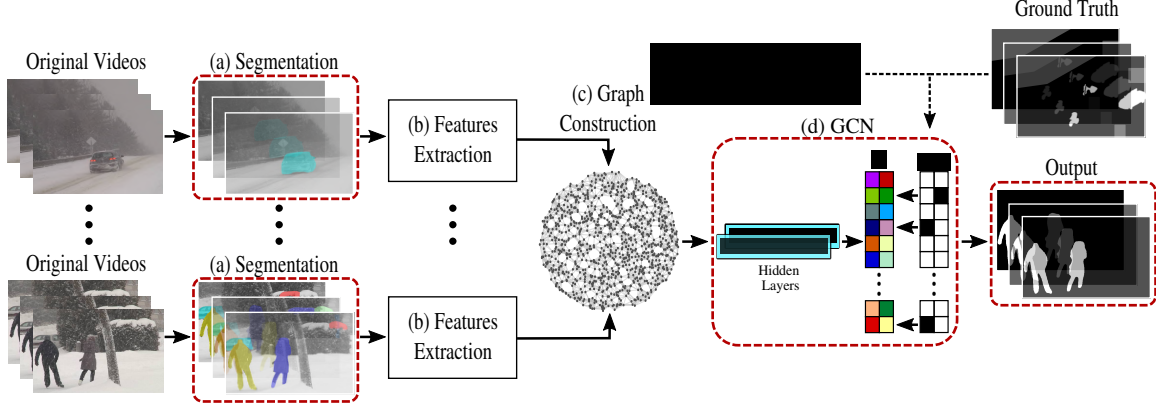 Ground Truth
Original Videos
(a) Segmentation
(b) Features
Extraction
(c) Graph
Construction
(d) GCN
Hidden
Layers
Output
Original Videos
(a) Segmentation
(b) Features
Extraction